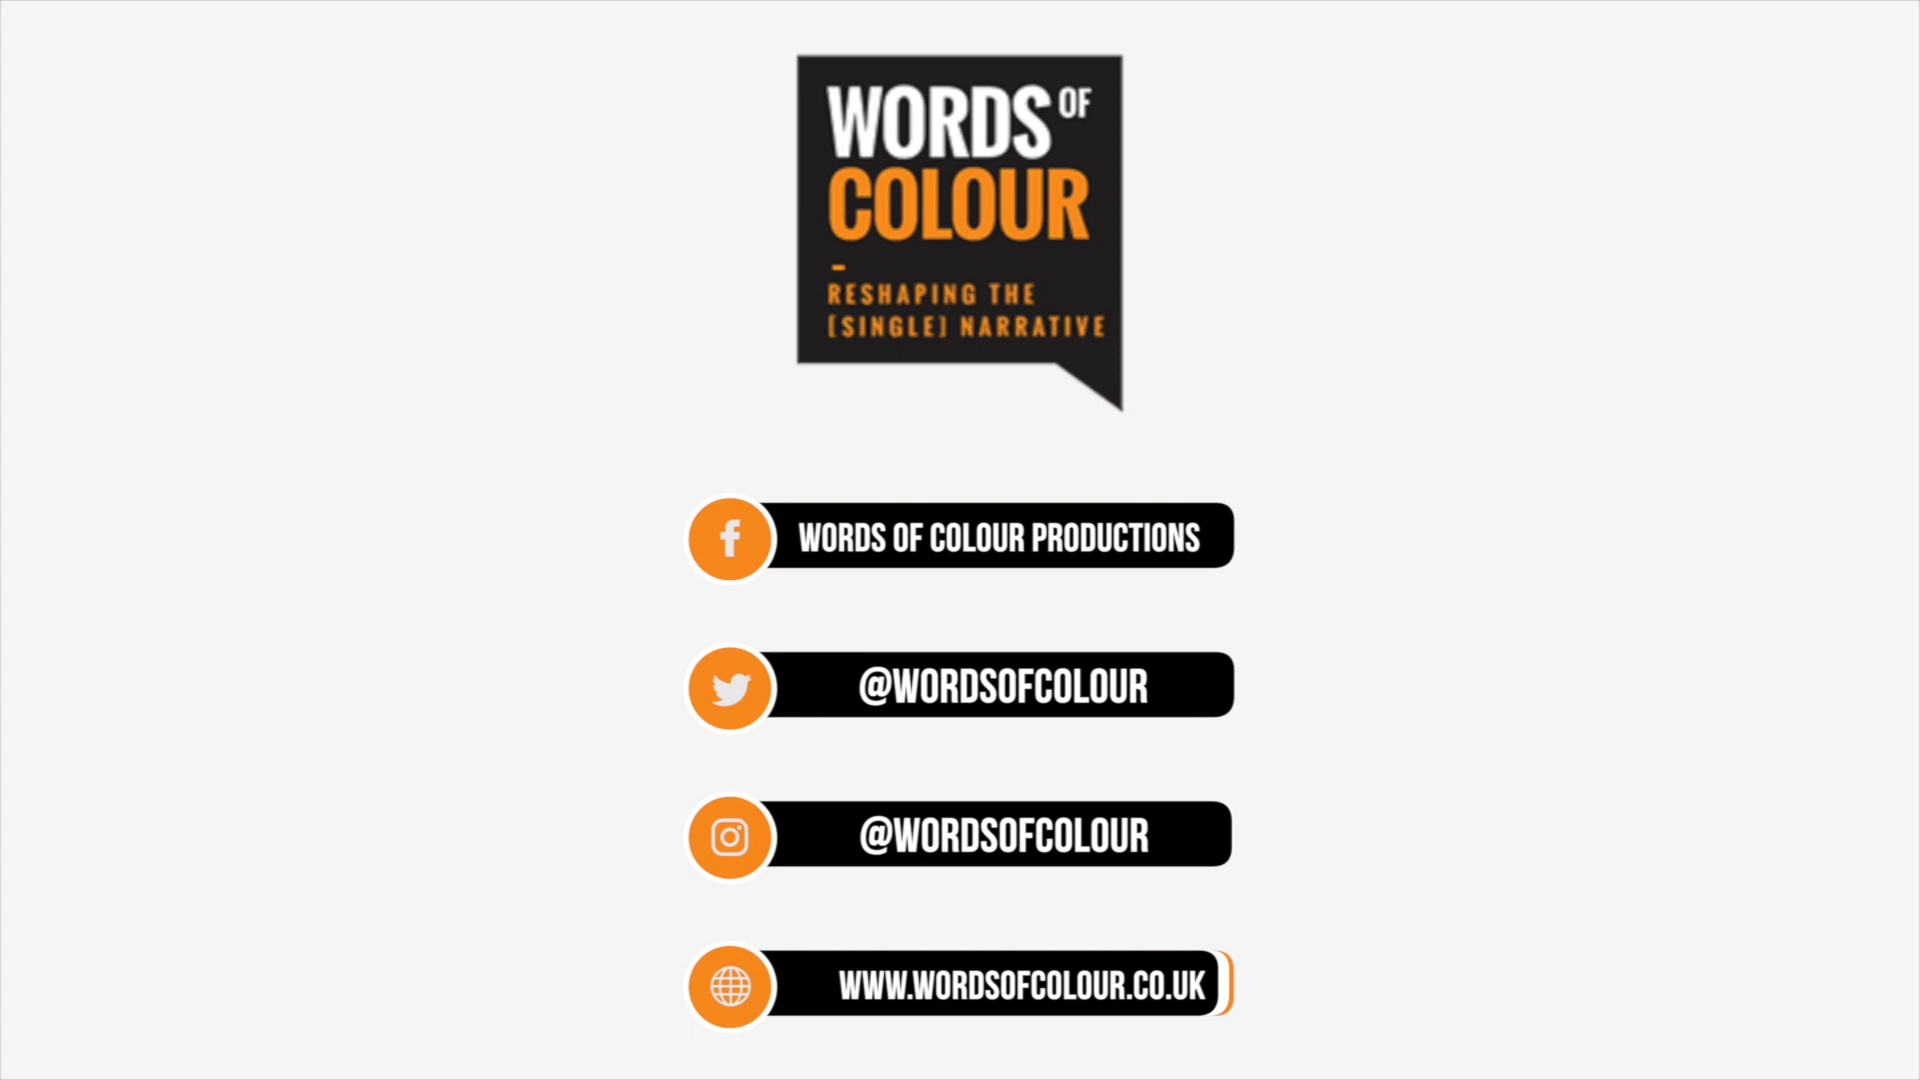 WORDS OF
COLOUR
-
RESHAPING THE
[SINGLE] NARRATIVE
WORDS OF COLOUR PRODUCTIONS
@WORDSOFCOLOUR
@WORDSOFCOLOUR
WWW.WORDSOFCOLOUR.CO.UK